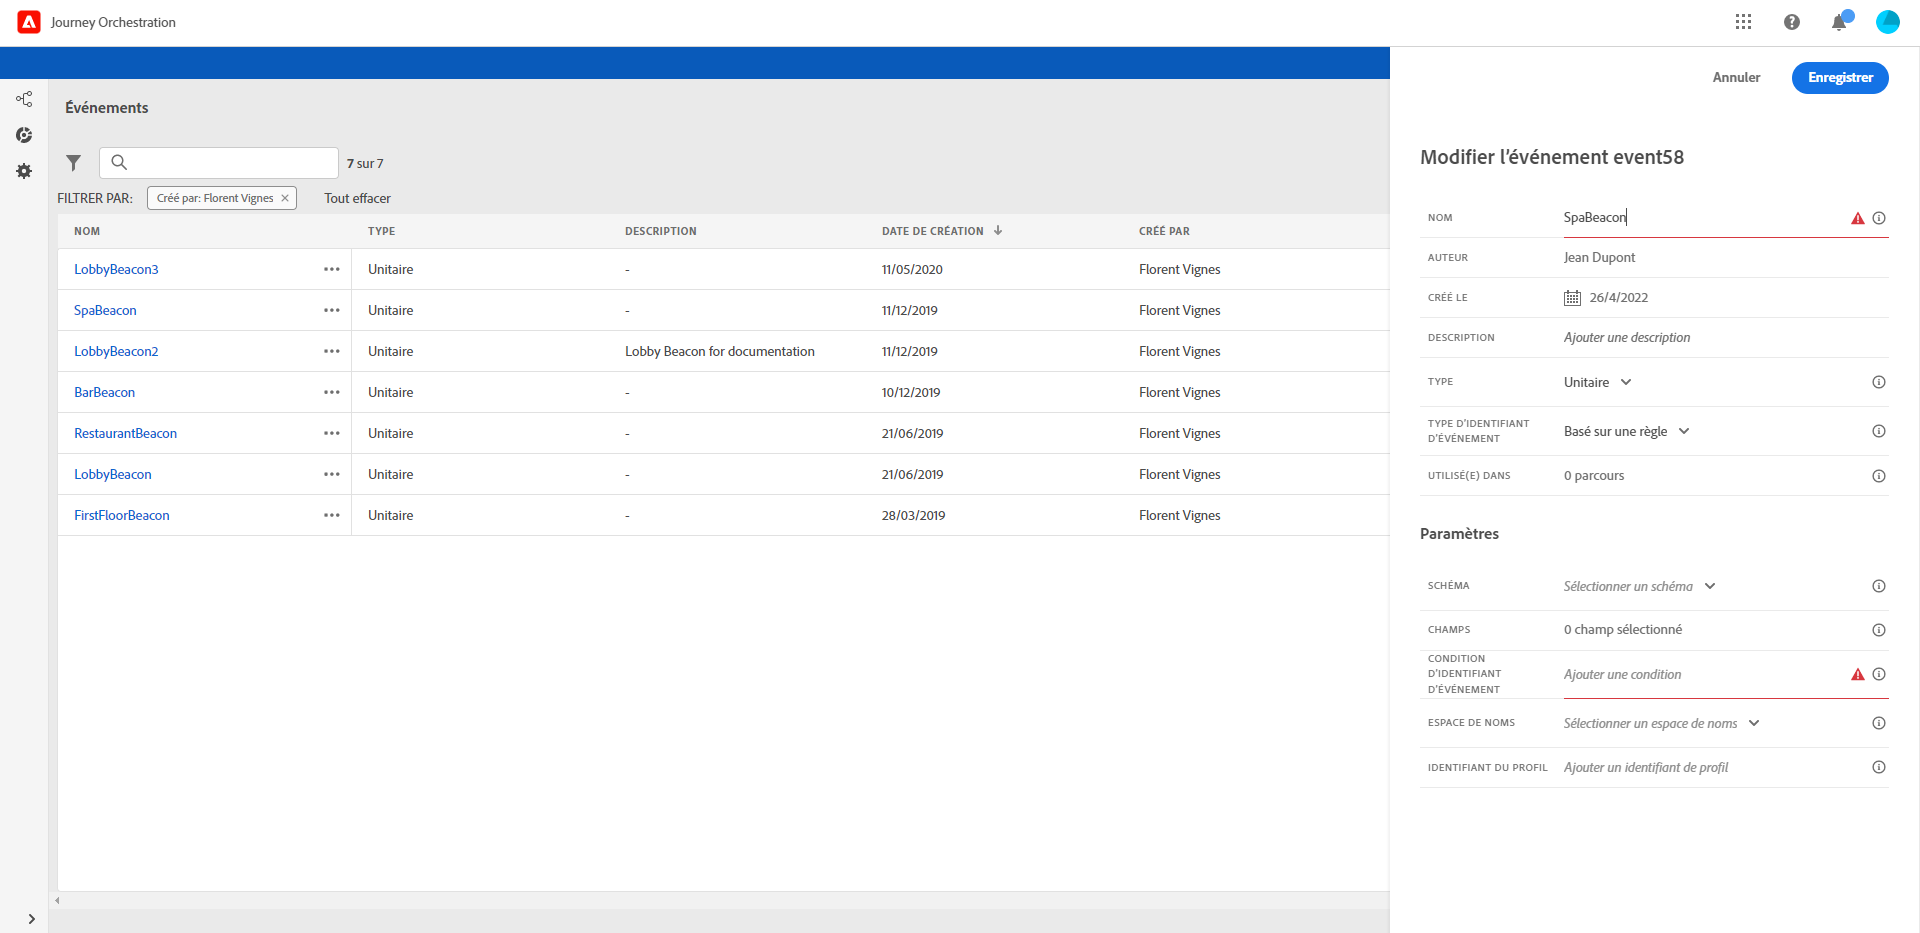 Journey Orchestration
Annuler
Enregistrer
Événements
7 sur 7
FILTRER PAR: Créé par: Florent Vignes × Tout effacer
NOM TYPE DESCRIPTION DATE DE CRÉATION ↓ CRÉÉ PAR
LobbyBeacon3 ••• Unitaire - 11/05/2020 Florent Vignes
SpaBeacon ••• Unitaire - 11/12/2019 Florent Vignes
LobbyBeacon2 ••• Unitaire Lobby Beacon for documentation 11/12/2019 Florent Vignes
BarBeacon ••• Unitaire - 10/12/2019 Florent Vignes
RestaurantBeacon ••• Unitaire - 21/06/2019 Florent Vignes
LobbyBeacon ••• Unitaire - 21/06/2019 Florent Vignes
FirstFloorBeacon ••• Unitaire - 28/03/2019 Florent Vignes
Modifier l’événement event58
NOM SpaBeacon
AUTEUR Jean Dupont
CRÉÉ LE 26/4/2022
DESCRIPTION Ajouter une description
TYPE Unitaire
TYPE D’IDENTIFIANT
D’ÉVÉNEMENT
Basé sur une règle
UTILISÉ(E) DANS 0 parcours
Paramètres
SCHÉMA Sélectionner un schéma
CHAMPS 0 champ sélectionné
CONDITION
D’IDENTIFIANT
D’ÉVÉNEMENT
Ajouter une condition
ESPACE DE NOMS Sélectionner un espace de noms
IDENTIFIANT DU PROFIL Ajouter un identifiant de profil